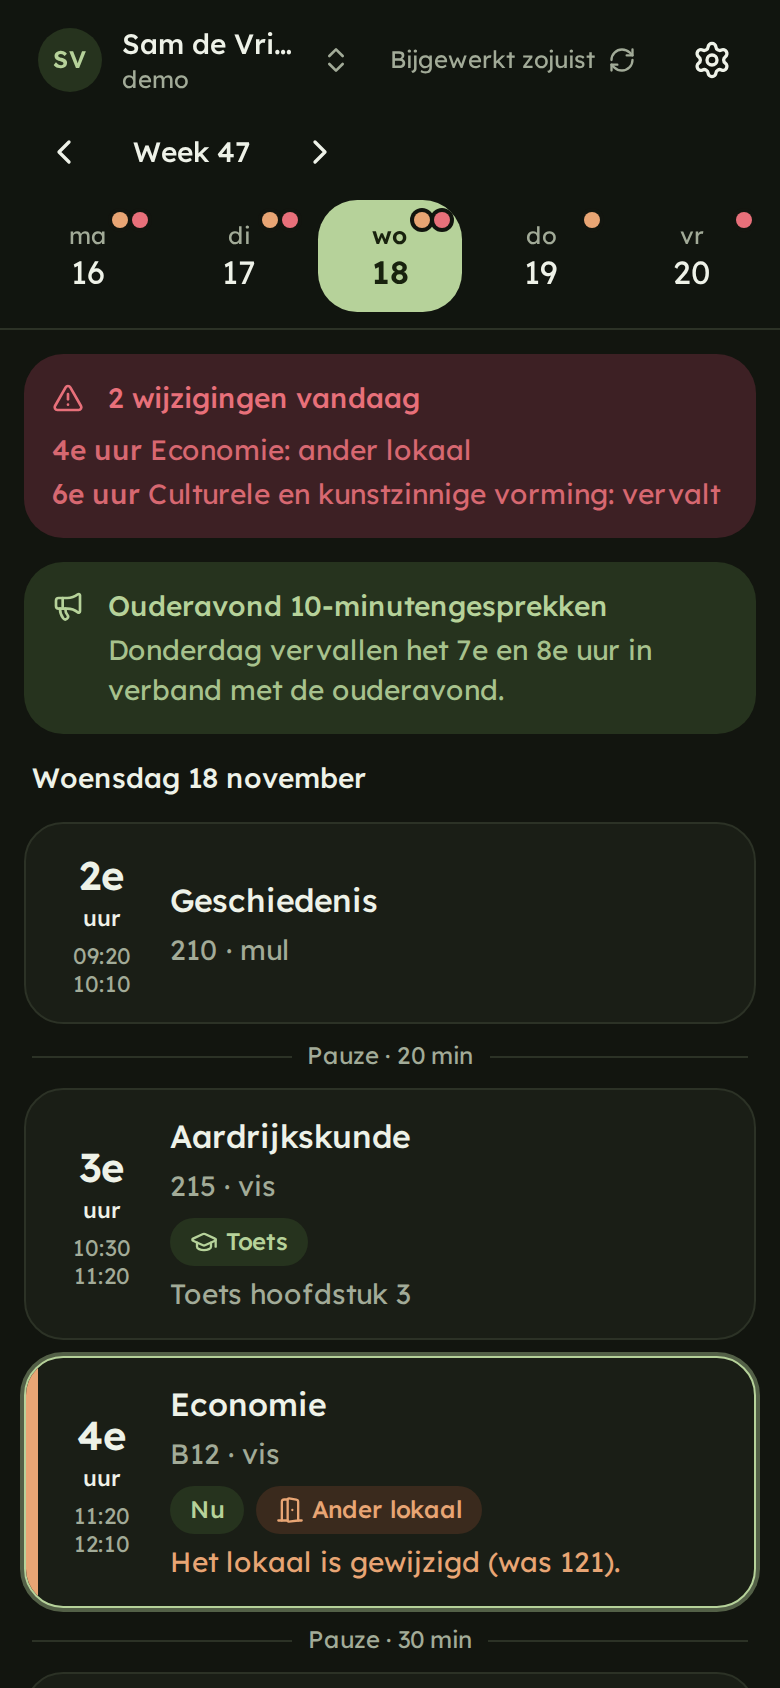 SV
Sam de Vri...
demo
Bijgewerkt zojuist
Week 47
ma
16
di
17
wo
18
do
19
vr
20
2 wijzigingen vandaag
4e uur Economie: ander lokaal
6e uur Culturele en kunstzinnige vorming: vervalt
Ouderavond 10-minutengesprekken
Donderdag vervallen het 7e en 8e uur in
verband met de ouderavond.
Woensdag 18 november
2e
uur
09:20
10:10
Geschiedenis
210 · mul
Pauze · 20 min
3e
uur
10:30
11:20
Aardrijkskunde
215 · vis
Toets
Toets hoofdstuk 3
4e
uur
11:20
12:10
Economie
B12 · vis
Nu
Ander lokaal
Het lokaal is gewijzigd (was 121).
Pauze · 30 min